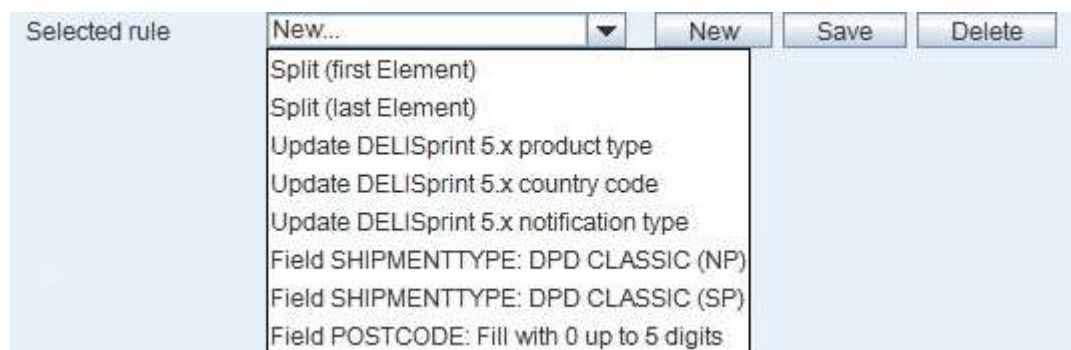 Selected rule New... New Save Delete
Split (first Element)
Split (last Element)
Update DELISprint 5.x product type
Update DELISprint 5.x country code
Update DELISprint 5.x notification type
Field SHIPMENTTYPE: DPD CLASSIC (NP)
Field SHIPMENTTYPE: DPD CLASSIC (SP)
Field POSTCODE: Fill with 0 up to 5 digits